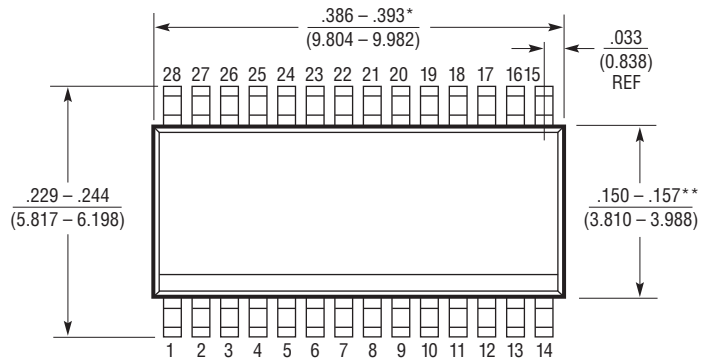 .386 – .393*
(9.804 – 9.982)
.033
(0.838)
REF
28 27 26 25 24 23 22 21 20 19 18 17 16 15
.229 – .244
(5.817 – 6.198)
.150 – .157**
(3.810 – 3.988)
1 2 3 4 5 6 7 8 9 10 11 12 13 14